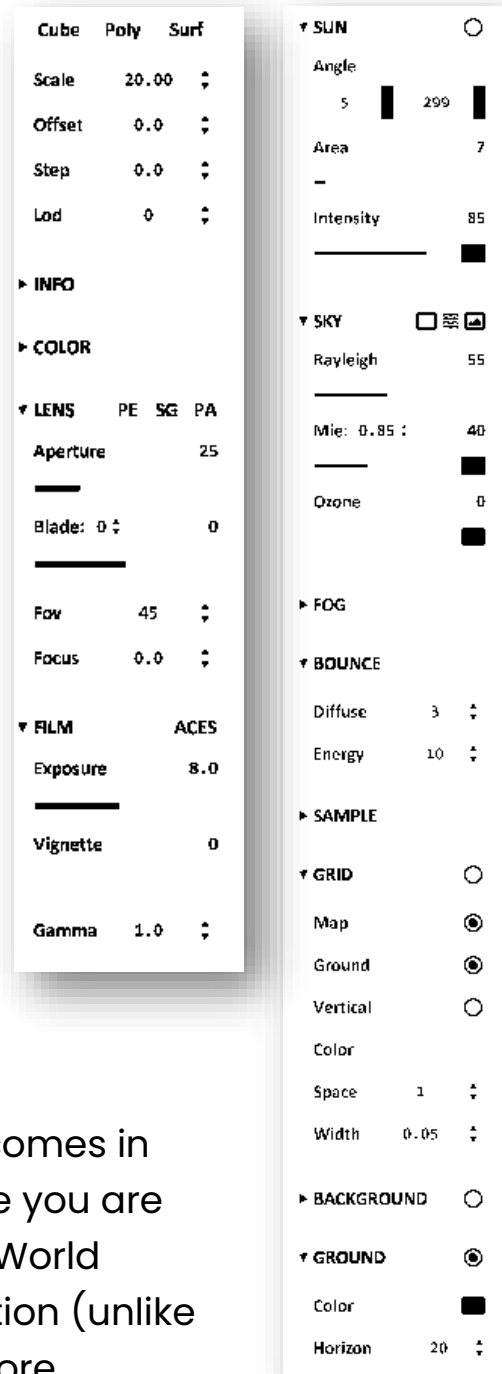 Cube Poly Surf
Scale 20.00
Offset 0.0
Step 0.0
Lod 0
INFO
COLOR
LENS PE SG PA
Aperture 25
Blade: 0 0
Fov 45
Focus 0.0
FILM ACES
Exposure 8.0
Vignette 0
Gamma 1.0
SUN
Angle
5 299
Area 7
Intensity 85
SKY
Rayleigh 55
Mie: 0.85 40
Ozone 0
FOG
BOUNCE
Diffuse 3
Energy 10
SAMPLE
GRID
Map
Ground
Vertical
Color
Space 1
Width 0.05
BACKGROUND
GROUND
Color
Horizon 20
comes in
e you are
World
tion (unlike
ore